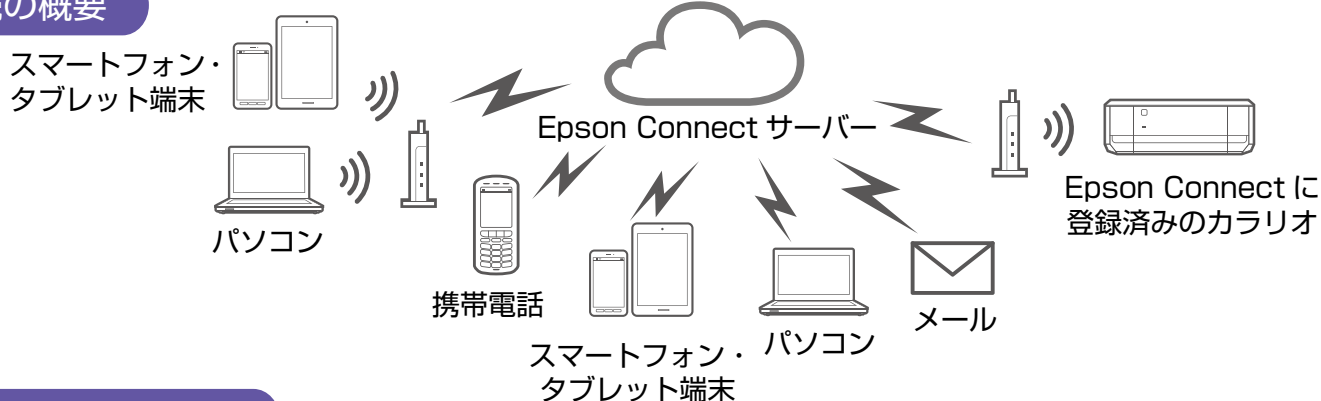 の概要
スマートフォン・
タブレット端末
Epson Connect サーバー
Epson Connect に
登録済みのカラリオ
パソコン
携帯電話
スマートフォン・
タブレット端末
パソコン
メール